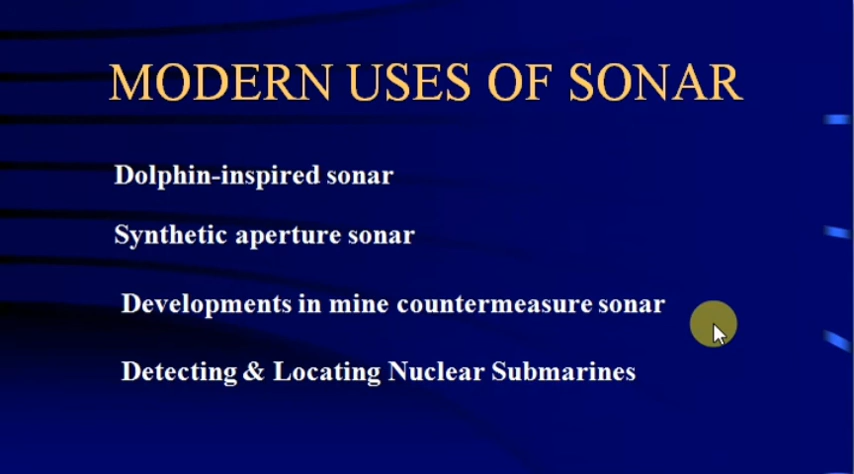 MODERN USES OF SONAR
Dolphin-inspired sonar
Synthetic aperture sonar
Developments in mine countermeasure sonar
Detecting & Locating Nuclear Submarines